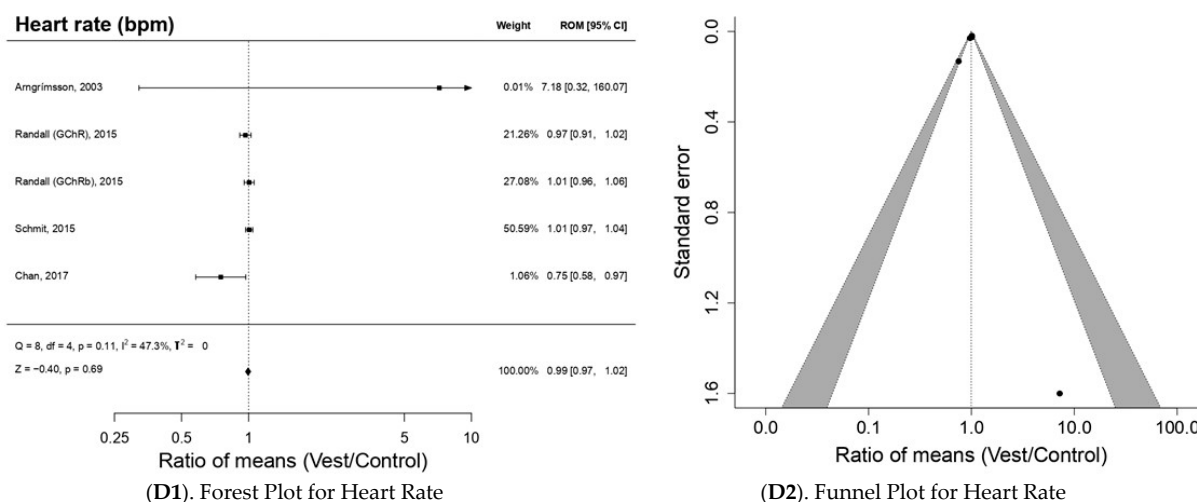 Heart rate (bpm) Weight ROM [95% CI]
Arngrímsson, 2003 0.01% 7.18 [0.32, 160.07]
Randall (GChR), 2015 21.26% 0.97 [0.91, 1.02]
Randall (GChRb), 2015 27.08% 1.01 [0.96, 1.06]
Schmit, 2015 50.59% 1.01 [0.97, 1.04]
Chan, 2017 1.06% 0.75 [0.58, 0.97]
Q = 8, df = 4, p = 0.11, I² = 47.3%, T² = 0
Z = −0.40, p = 0.69 100.00% 0.99 [0.97, 1.02]
0.25 0.5 1 5 10
Ratio of means (Vest/Control)
(D1). Forest Plot for Heart Rate
Standard error
0.0
0.4
0.8
1.2
1.6
0.0 0.1 1.0 10.0 100.0
Ratio of means (Vest/Control)
(D2). Funnel Plot for Heart Rate